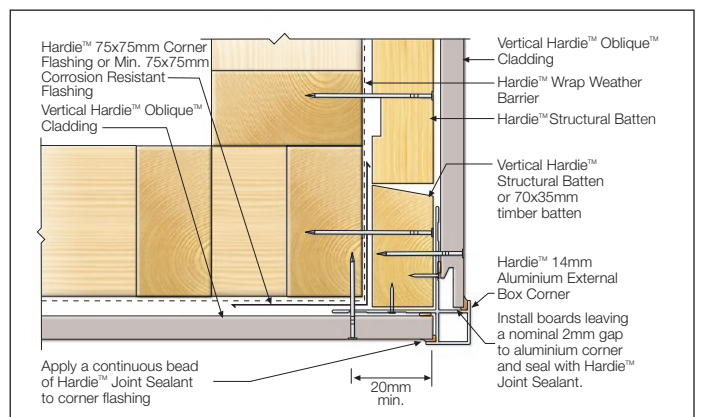 Hardie™ 75x75mm Corner
Flashing or Min. 75x75mm
Corrosion Resistant
Flashing
Vertical Hardie™ Oblique™
Cladding
Vertical Hardie™ Oblique™
Cladding
Hardie™ Wrap Weather
Barrier
Hardie™ Structural Batten
Vertical Hardie™
Structural Batten
or 70x35mm
timber batten
Hardie™ 14mm
Aluminium External
Box Corner
Install boards leaving
a nominal 2mm gap
to aluminium corner
and seal with Hardie™
Joint Sealant.
Apply a continuous bead
of Hardie™ Joint Sealant
to corner flashing
20mm
min.